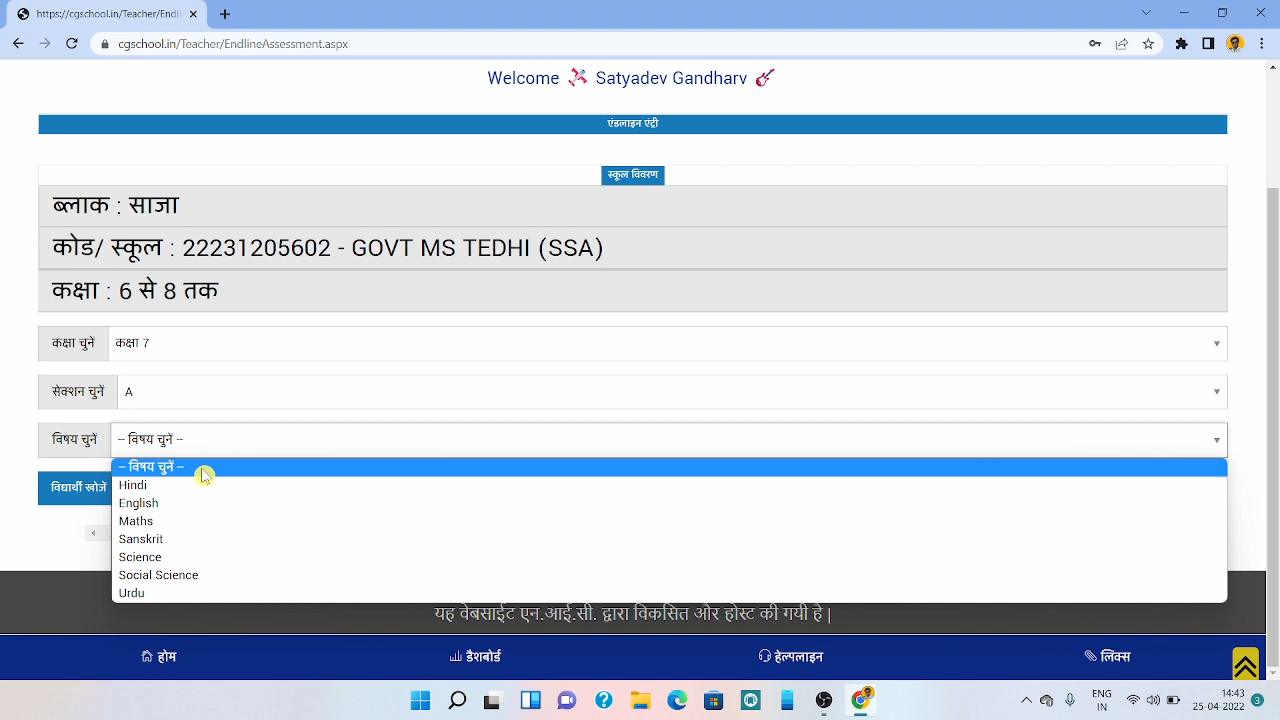 https://cgschool.in/Teacher/Endli
cgschool.in/Teacher/EndlineAssessment.aspx
Welcome Satyadev Gandharv
एंडलाइन एंट्री
स्कूल विवरण
ब्लाक : साजा
कोड/ स्कूल : 22231205602 - GOVT MS TEDHI (SSA)
कक्षा : 6 से 8 तक
कक्षा चुनें कक्षा 7
सेक्शन चुनें A
विषय चुनें -- विषय चुनें --
-- विषय चुनें --
Hindi
विद्यार्थी खोजें
English
Maths
Sanskrit
Science
Social Science
Urdu
यह वेबसाईट एन.आई.सी. द्वारा विकसित और होस्ट की गयी है |
होम डैशबोर्ड हेल्पलाइन लिंक्स
ENG
IN
14:43
25-04-2022
3